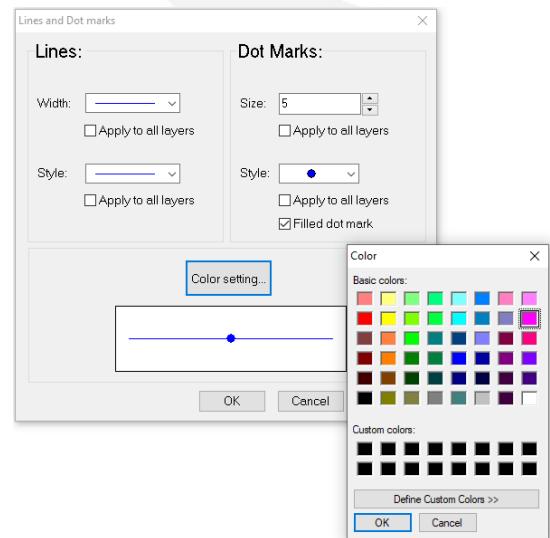 Lines and Dot marks
Lines:
Dot Marks:
Width:
Size: 5
Apply to all layers
Apply to all layers
Style:
Style:
Apply to all layers
Apply to all layers
Filled dot mark
Color setting...
OK
Cancel
Color
Basic colors:
Custom colors:
Define Custom Colors >>
OK
Cancel